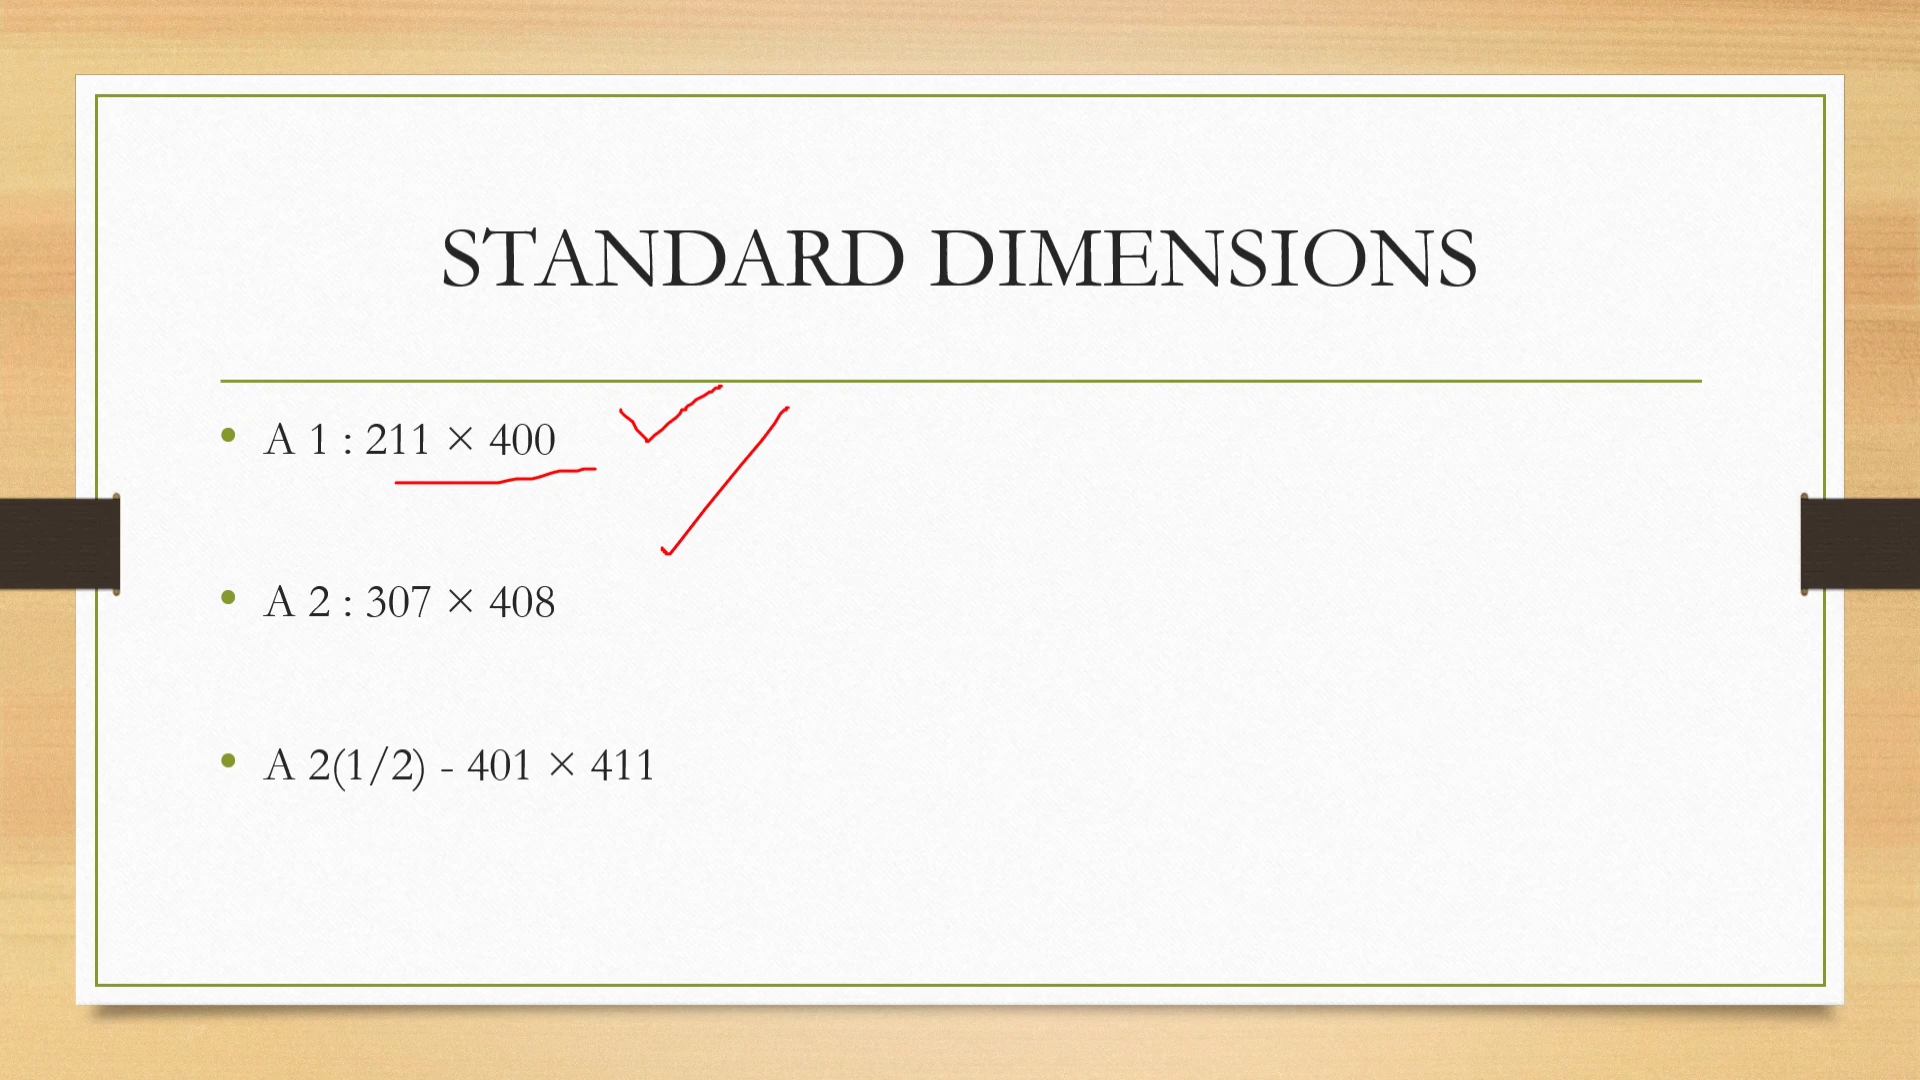 STANDARD DIMENSIONS
• A 1 : 211 × 400
• A 2 : 307 × 408
• A 2(1/2) - 401 × 411